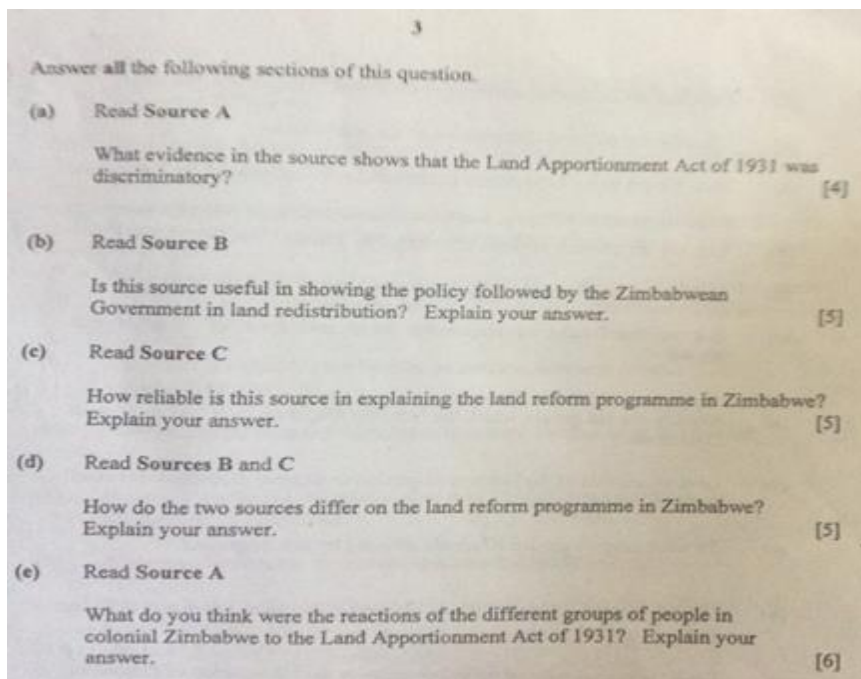 3
Answer all the following sections of this question.
(a) Read Source A
What evidence in the source shows that the Land Apportionment Act of 1931 was
discriminatory? [4]
(b) Read Source B
Is this source useful in showing the policy followed by the Zimbabwean
Government in land redistribution? Explain your answer. [5]
(c) Read Source C
How reliable is this source in explaining the land reform programme in Zimbabwe?
Explain your answer. [5]
(d) Read Sources B and C
How do the two sources differ on the land reform programme in Zimbabwe?
Explain your answer. [5]
(e) Read Source A
What do you think were the reactions of the different groups of people in
colonial Zimbabwe to the Land Apportionment Act of 1931? Explain your
answer. [6]